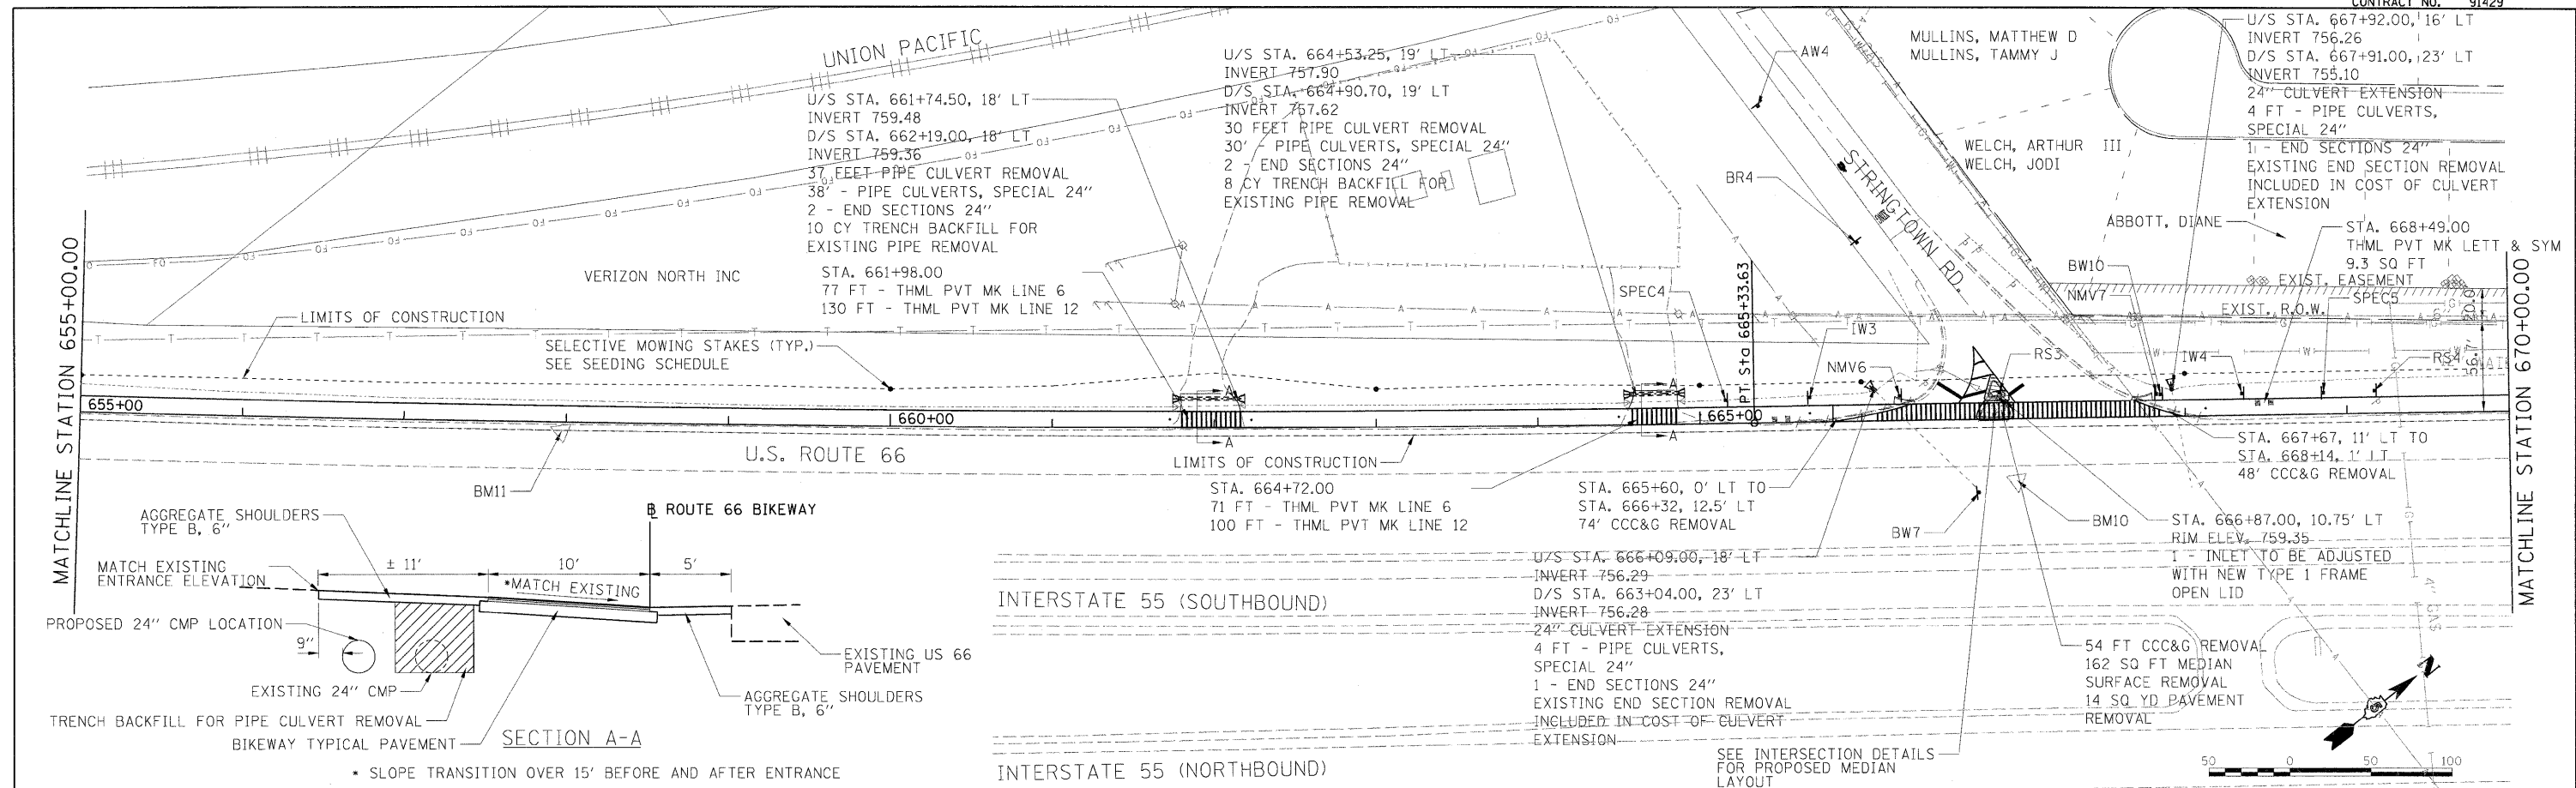 CONTRACT NO. 91429
UNION PACIFIC
U/S STA. 661+74.50, 18' LT
INVERT 759.48
D/S STA. 662+19.00, 18' LT
INVERT 759.36
37 FEET PIPE CULVERT REMOVAL
38' - PIPE CULVERTS, SPECIAL 24"
2 - END SECTIONS 24"
10 CY TRENCH BACKFILL FOR
EXISTING PIPE REMOVAL
STA. 661+98.00
77 FT - THML PVT MK LINE 6
130 FT - THML PVT MK LINE 12
U/S STA. 664+53.25, 19' LT
INVERT 757.90
D/S STA. 664+90.70, 19' LT
INVERT 757.62
30 FEET PIPE CULVERT REMOVAL
30' - PIPE CULVERTS, SPECIAL 24"
2 - END SECTIONS 24"
8 CY TRENCH BACKFILL FOR
EXISTING PIPE REMOVAL
AW4
BR4
STRINGTOWN RD.
MULLINS, MATTHEW D
MULLINS, TAMMY J
WELCH, ARTHUR III
WELCH, JODI
U/S STA. 667+92.00, 16' LT
INVERT 756.26
D/S STA. 667+91.00, 23' LT
INVERT 755.10
24" CULVERT EXTENSION
4 FT - PIPE CULVERTS,
SPECIAL 24"
1 - END SECTIONS 24"
EXISTING END SECTION REMOVAL
INCLUDED IN COST OF CULVERT
EXTENSION
ABBOTT, DIANE
STA. 668+49.00
THML PVT MK LETT & SYM
9.3 SQ FT
BW10
EXIST. EASEMENT
NMV7
SPEC5
EXIST. R.O.W.
20.0
56.7'
IW4
RS4
MATCHLINE STATION 655+00.00
VERIZON NORTH INC
LIMITS OF CONSTRUCTION
SELECTIVE MOWING STAKES (TYP.)
SEE SEEDING SCHEDULE
SPEC4
PT Sta 665+33.63
IW3
NMV6
RS3
A
A
655+00
660+00
665+00
A
A
U.S. ROUTE 66
LIMITS OF CONSTRUCTION
BM11
STA. 664+72.00
71 FT - THML PVT MK LINE 6
100 FT - THML PVT MK LINE 12
STA. 665+60, 0' LT TO
STA. 666+32, 12.5' LT
74' CCC&G REMOVAL
STA. 667+67, 11' LT TO
STA. 668+14, 1' LT
48' CCC&G REMOVAL
BW7
BM10
STA. 666+87.00, 10.75' LT
RIM ELEV. 759.35
1 - INLET TO BE ADJUSTED
WITH NEW TYPE 1 FRAME
OPEN LID
MATCHLINE STATION 670+00.00
4" GAS
U/S STA. 666+09.00, 18' LT
INVERT 756.29
D/S STA. 663+04.00, 23' LT
INVERT 756.28
24" CULVERT EXTENSION
4 FT - PIPE CULVERTS,
SPECIAL 24"
1 - END SECTIONS 24"
EXISTING END SECTION REMOVAL
INCLUDED IN COST OF CULVERT
EXTENSION
54 FT CCC&G REMOVAL
162 SQ FT MEDIAN
SURFACE REMOVAL
14 SQ YD PAVEMENT
REMOVAL
SEE INTERSECTION DETAILS
FOR PROPOSED MEDIAN
LAYOUT
INTERSTATE 55 (SOUTHBOUND)
INTERSTATE 55 (NORTHBOUND)
ROUTE 66 BIKEWAY
AGGREGATE SHOULDERS
TYPE B, 6"
± 11'
10'
5'
MATCH EXISTING
ENTRANCE ELEVATION
*MATCH EXISTING
PROPOSED 24" CMP LOCATION
9"
EXISTING US 66
PAVEMENT
EXISTING 24" CMP
AGGREGATE SHOULDERS
TYPE B, 6"
TRENCH BACKFILL FOR PIPE CULVERT REMOVAL
BIKEWAY TYPICAL PAVEMENT
SECTION A-A
* SLOPE TRANSITION OVER 15' BEFORE AND AFTER ENTRANCE
N
50 0 50 100